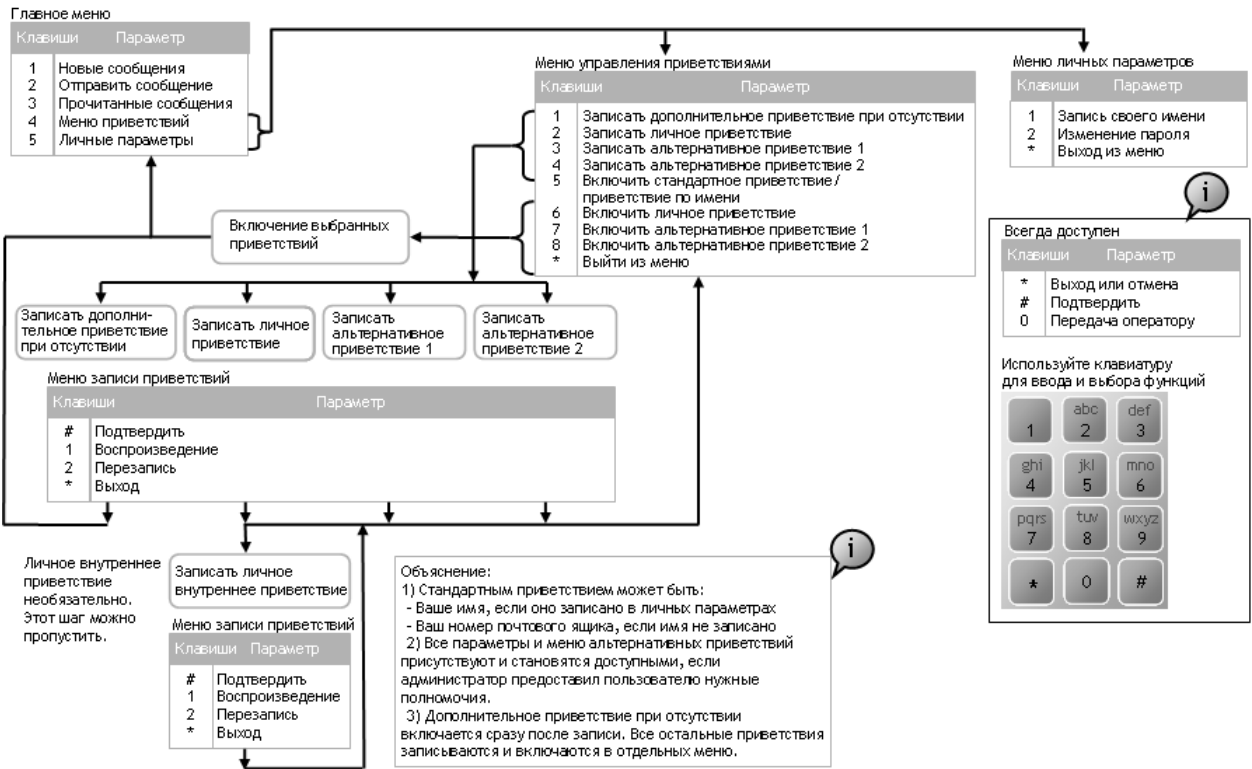 Главное меню
Клавиши Параметр
1 Новые сообщения
2 Отправить сообщение
3 Прочитанные сообщения
4 Меню приветствий
5 Личные параметры
Меню управления приветствиями
Клавиши Параметр
1 Записать дополнительное приветствие при отсутствии
2 Записать личное приветствие
3 Записать альтернативное приветствие 1
4 Записать альтернативное приветствие 2
5 Включить стандартное приветствие/
приветствие по имени
6 Включить личное приветствие
7 Включить альтернативное приветствие 1
8 Включить альтернативное приветствие 2
* Выйти из меню
Меню личных параметров
Клавиши Параметр
1 Запись своего имени
2 Изменение пароля
* Выход из меню
Включение выбранных
приветствий
Записать дополни-
тельное приветствие
при отсутствии
Записать личное
приветствие
Записать
альтернативное
приветствие 1
Записать
альтернативное
приветствие 2
Меню записи приветствий
Клавиши Параметр
# Подтвердить
1 Воспроизведение
2 Перезапись
* Выход
Личное внутреннее
приветствие
необязательно.
Этот шаг можно
пропустить.
Записать личное
внутреннее приветствие
Меню записи приветствий
Клавиши Параметр
# Подтвердить
1 Воспроизведение
2 Перезапись
* Выход
i
Объяснение:
1) Стандартным приветствием может быть:
- Ваше имя, если оно записано в личных параметрах
- Ваш номер почтового ящика, если имя не записано
2) Все параметры и меню альтернативных приветствий
присутствуют и становятся доступными, если
администратор предоставил пользователю нужные
полномочия.
3) Дополнительное приветствие при отсутствии
включается сразу после записи. Все остальные приветствия
записываются и включаются в отдельных меню.
i
Всегда доступен
Клавиши Параметр
* Выход или отмена
# Подтвердить
0 Передача оператору
Используйте клавиатуру
для ввода и выбора функций
abc def
1 2 3
ghi jkl mno
4 5 6
pqrs tuv wxyz
7 8 9
* 0 #